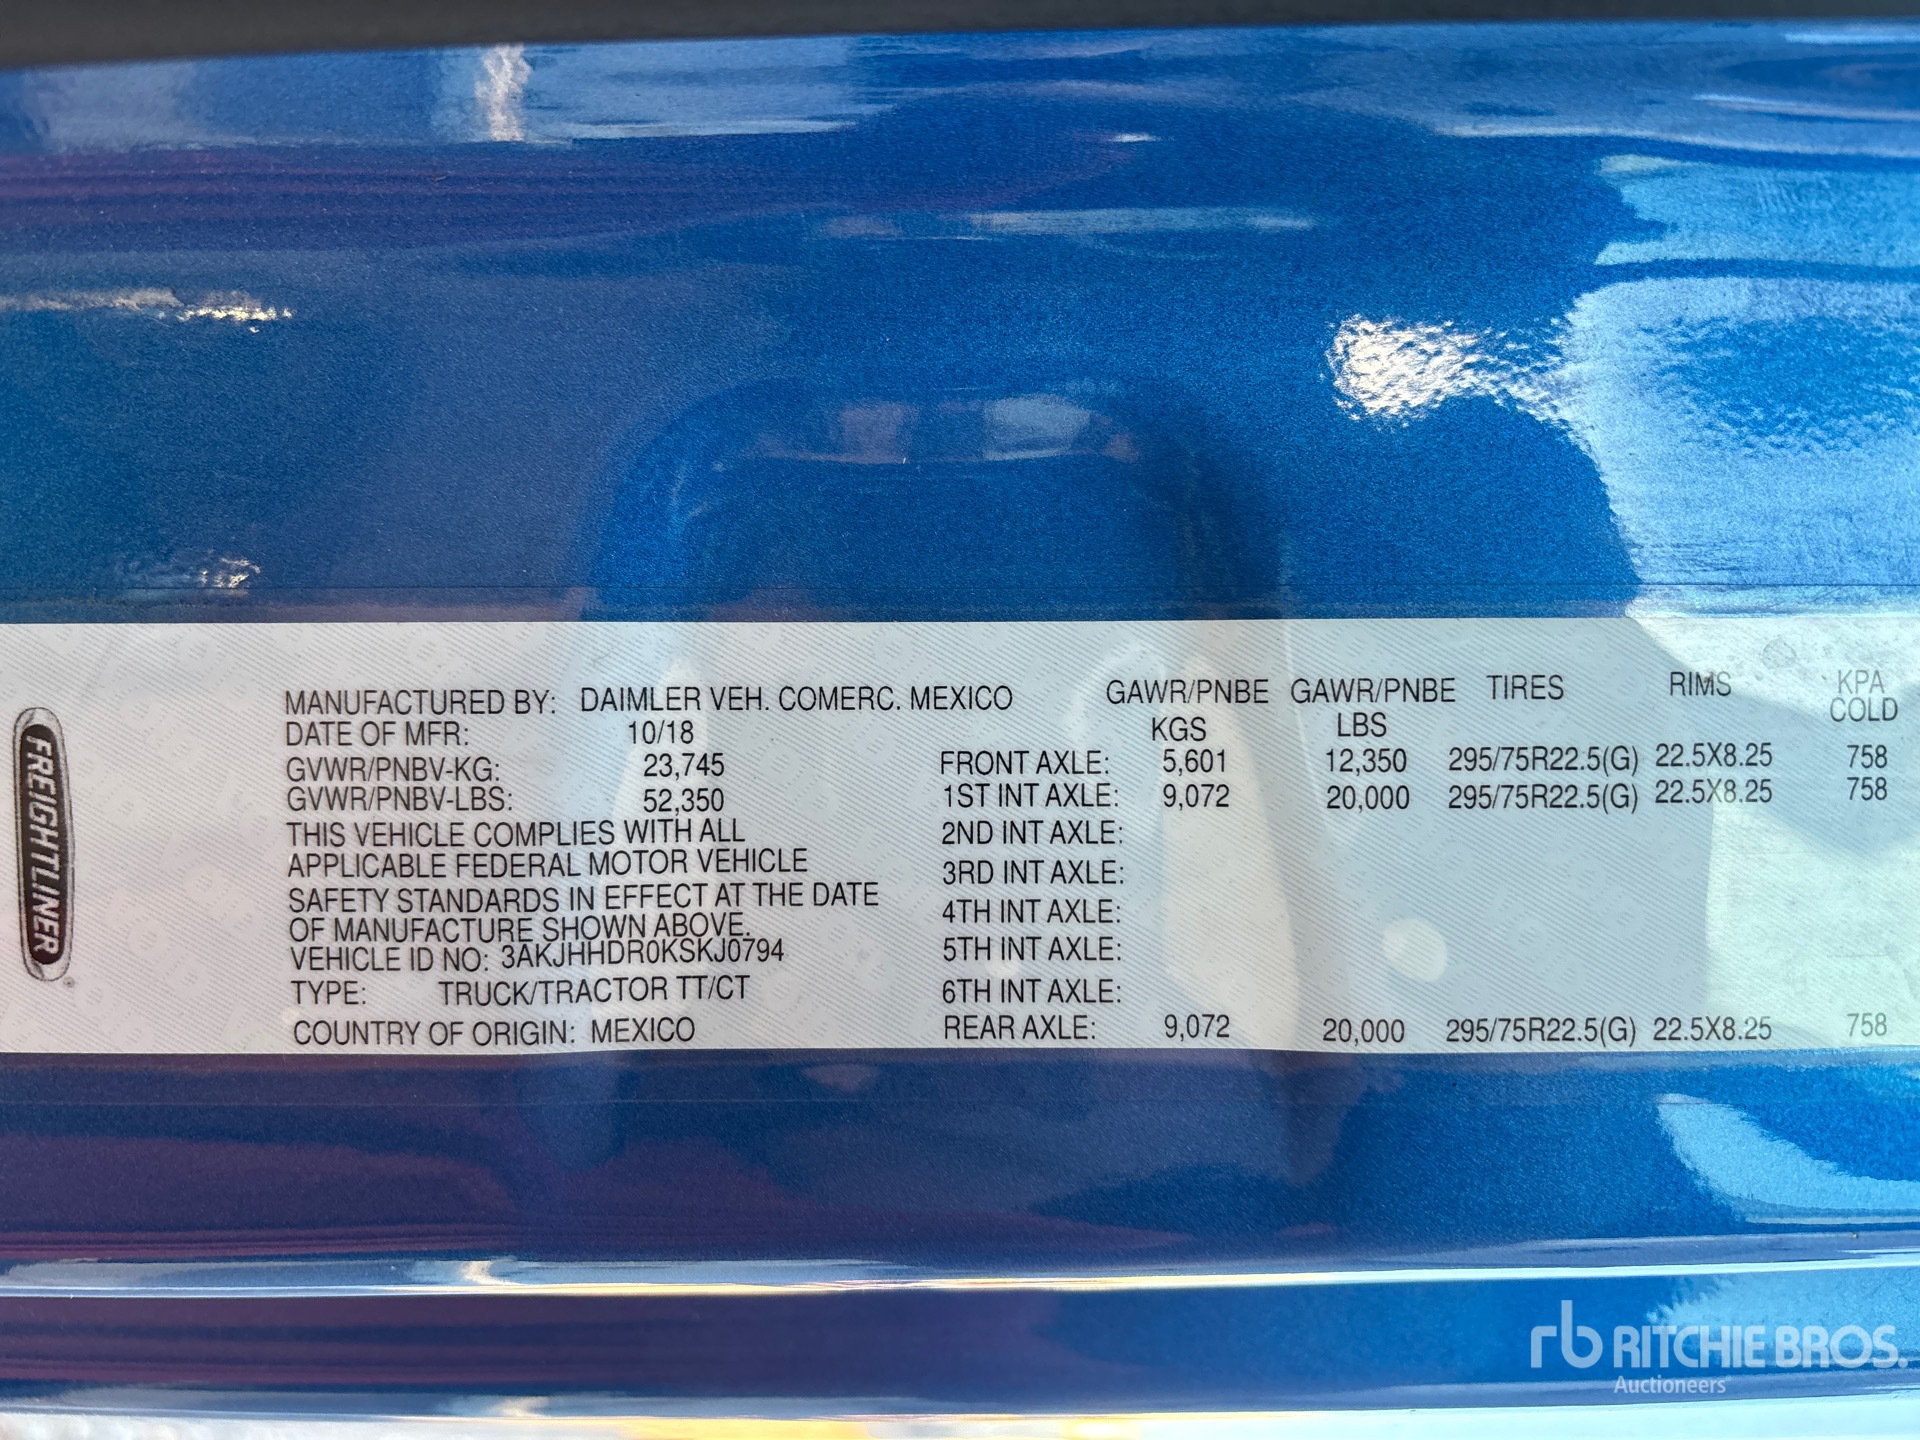 FREIGHTLINER
MANUFACTURED BY: DAIMLER VEH. COMERC. MEXICO
DATE OF MFR: 10/18
GVWR/PNBV-KG: 23,745
GVWR/PNBV-LBS: 52,350
THIS VEHICLE COMPLIES WITH ALL
APPLICABLE FEDERAL MOTOR VEHICLE
SAFETY STANDARDS IN EFFECT AT THE DATE
OF MANUFACTURE SHOWN ABOVE.
VEHICLE ID NO: 3AKJHHDR0KSKJ0794
TYPE: TRUCK/TRACTOR TT/CT
COUNTRY OF ORIGIN: MEXICO
GAWR/PNBE GAWR/PNBE TIRES RIMS KPA
KGS LBS COLD
FRONT AXLE: 5,601 12,350 295/75R22.5(G) 22.5X8.25 758
1ST INT AXLE: 9,072 20,000 295/75R22.5(G) 22.5X8.25 758
2ND INT AXLE:
3RD INT AXLE:
4TH INT AXLE:
5TH INT AXLE:
6TH INT AXLE:
REAR AXLE: 9,072 20,000 295/75R22.5(G) 22.5X8.25 758
rb RITCHIE BROS.
Auctioneers